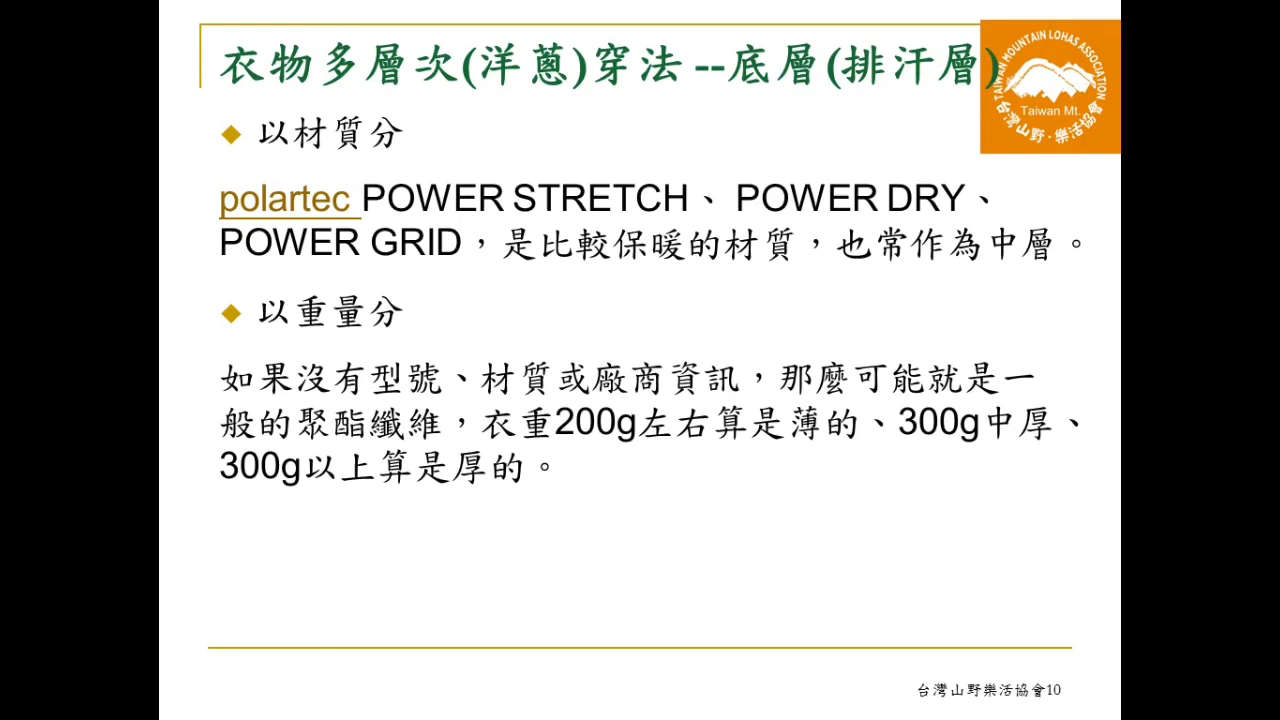 衣物多層次(洋蔥)穿法 --底層(排汗層)
TAIWAN MOUNTAIN LOHAS ASSOCIATION
Taiwan Mt.
台灣山野·樂活協會
以材質分
polartec POWER STRETCH、 POWER DRY、
POWER GRID，是比較保暖的材質，也常作為中層。
以重量分
如果沒有型號、材質或廠商資訊，那麼可能就是一
般的聚酯纖維，衣重200g左右算是薄的、300g中厚、
300g以上算是厚的。
台灣山野樂活協會10